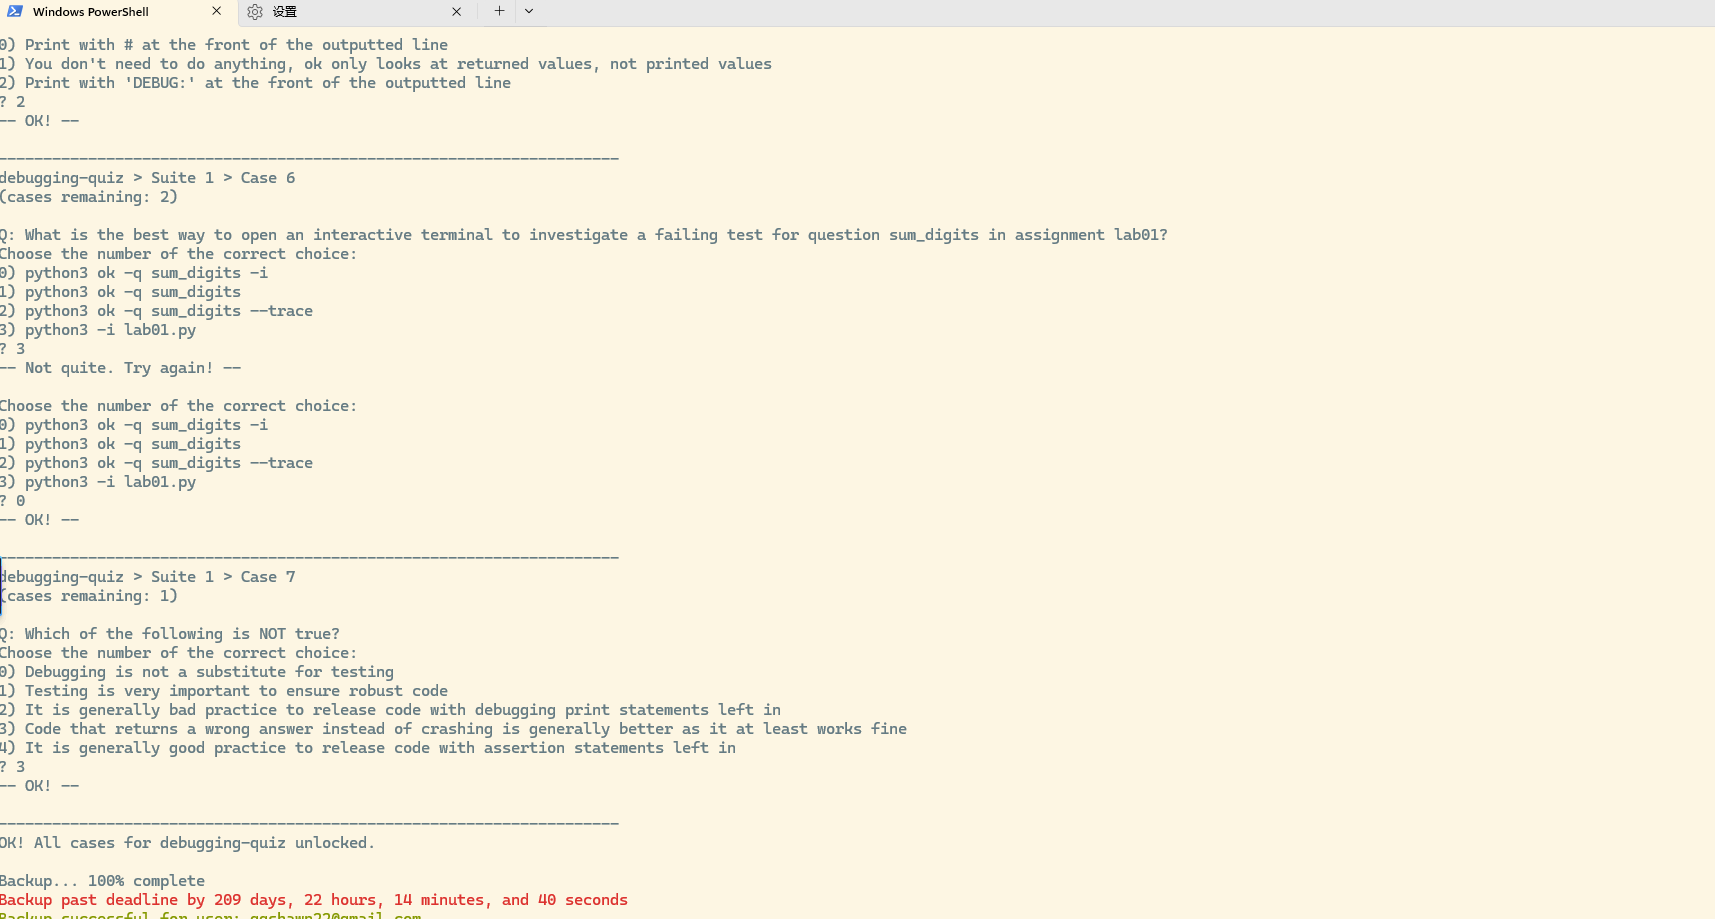 Windows PowerShell
设置
0) Print with # at the front of the outputted line
1) You don't need to do anything, ok only looks at returned values, not printed values
2) Print with 'DEBUG:' at the front of the outputted line
? 2
-- OK! --
---------------------------------------------------------------------
debugging-quiz > Suite 1 > Case 6
(cases remaining: 2)
Q: What is the best way to open an interactive terminal to investigate a failing test for question sum_digits in assignment lab01?
Choose the number of the correct choice:
0) python3 ok -q sum_digits -i
1) python3 ok -q sum_digits
2) python3 ok -q sum_digits --trace
3) python3 -i lab01.py
? 3
-- Not quite. Try again! --
Choose the number of the correct choice:
0) python3 ok -q sum_digits -i
1) python3 ok -q sum_digits
2) python3 ok -q sum_digits --trace
3) python3 -i lab01.py
? 0
-- OK! --
---------------------------------------------------------------------
debugging-quiz > Suite 1 > Case 7
(cases remaining: 1)
Q: Which of the following is NOT true?
Choose the number of the correct choice:
0) Debugging is not a substitute for testing
1) Testing is very important to ensure robust code
2) It is generally bad practice to release code with debugging print statements left in
3) Code that returns a wrong answer instead of crashing is generally better as it at least works fine
4) It is generally good practice to release code with assertion statements left in
? 3
-- OK! --
---------------------------------------------------------------------
OK! All cases for debugging-quiz unlocked.
Backup... 100% complete
Backup past deadline by 209 days, 22 hours, 14 minutes, and 40 seconds
Backup successful for user: